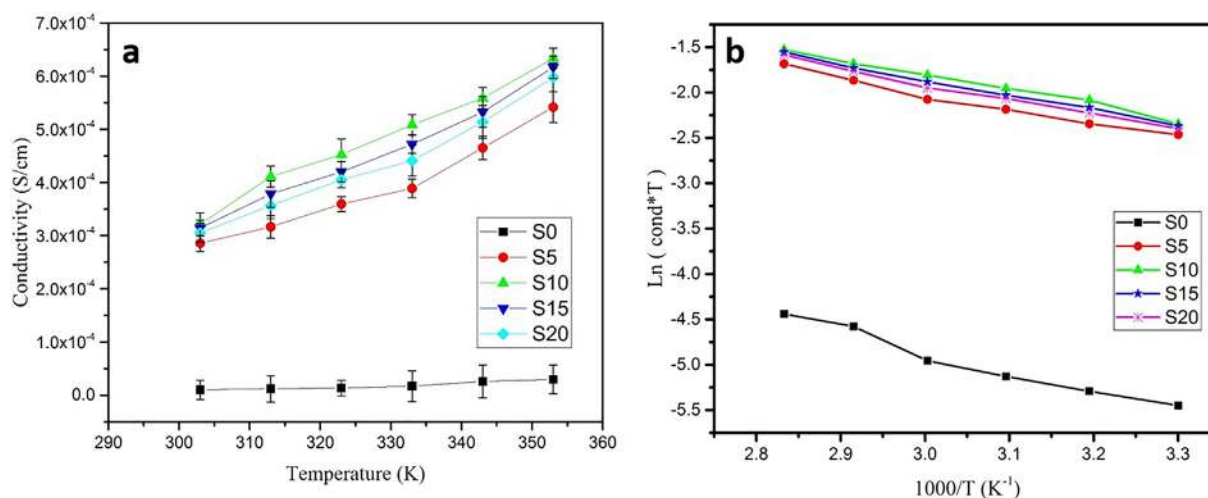 a
7.0x10⁻⁴
6.0x10⁻⁴
5.0x10⁻⁴
4.0x10⁻⁴
3.0x10⁻⁴
2.0x10⁻⁴
1.0x10⁻⁴
0.0
Conductivity (S/cm)
290 300 310 320 330 340 350 360
Temperature (K)
S0
S5
S10
S15
S20
b
-1.5
-2.0
-2.5
-3.0
-3.5
-4.0
-4.5
-5.0
-5.5
Ln ( cond*T )
2.8 2.9 3.0 3.1 3.2 3.3
1000/T (K⁻¹)
S0
S5
S10
S15
S20